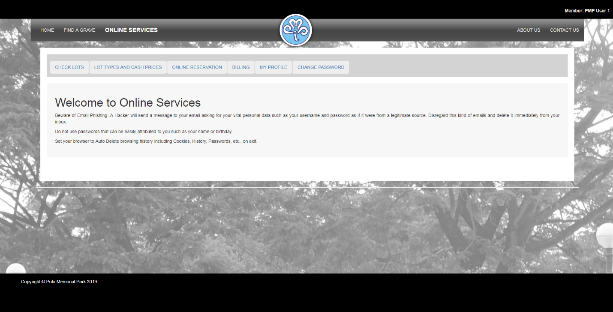 Member: PMP User 1
HOME FIND A GRAVE ONLINE SERVICES ABOUT US CONTACT US
CHECK LOTS LOT TYPES AND CASH PRICES ONLINE RESERVATION BILLING MY PROFILE CHANGE PASSWORD
Welcome to Online Services
Beware of Email Phishing. A Hacker will send a message to your email asking for your vital personal data such as your username and password as if it were from a legitimate source. Disregard this kind of emails and delete it immediately from your
inbox.
Do not use passwords that can be easily attributed to you such as your name or birthday.
Set your browser to Auto Delete browsing history including Cookies, History, Passwords, etc., on exit.
Copyright © Memorial Park 2019